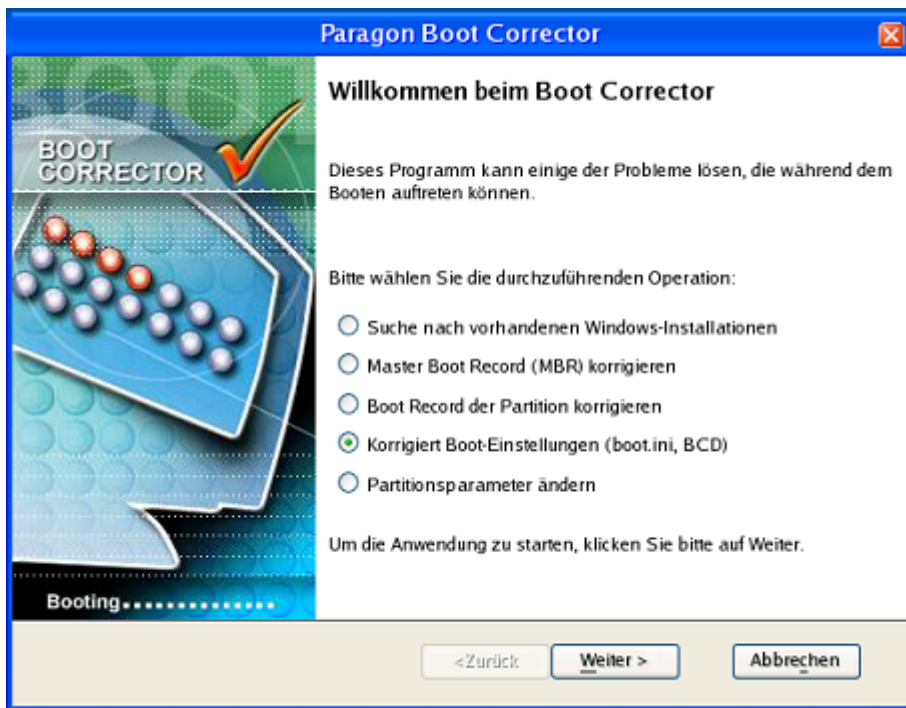 Paragon Boot Corrector
BOOT
BOOT
CORRECTOR
Willkommen beim Boot Corrector
Dieses Programm kann einige der Probleme lösen, die während dem
Booten auftreten können.
Bitte wählen Sie die durchzuführenden Operation:
Suche nach vorhandenen Windows-Installationen
Master Boot Record (MBR) korrigieren
Boot Record der Partition korrigieren
Korrigiert Boot-Einstellungen (boot.ini, BCD)
Partitionsparameter ändern
Um die Anwendung zu starten, klicken Sie bitte auf Weiter.
Booting..............
<Zurück
Weiter >
Abbrechen